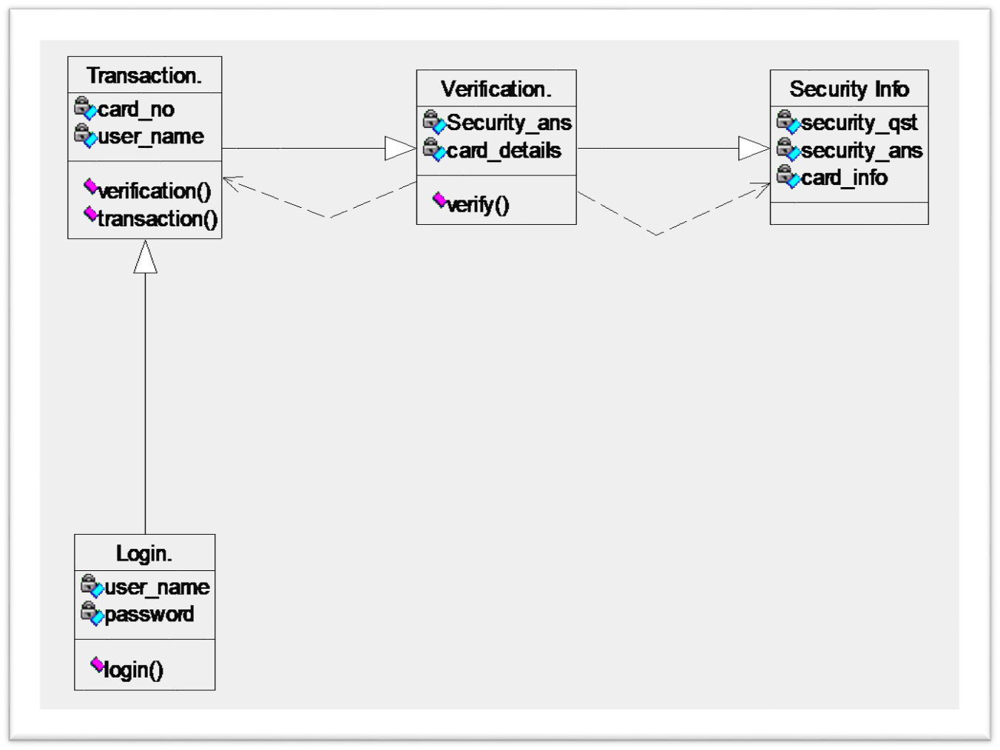 Transaction.
card_no
user_name
verification()
transaction()
Verification.
Security_ans
card_details
verify()
Security Info
security_qst
security_ans
card_info
Login.
user_name
password
login()